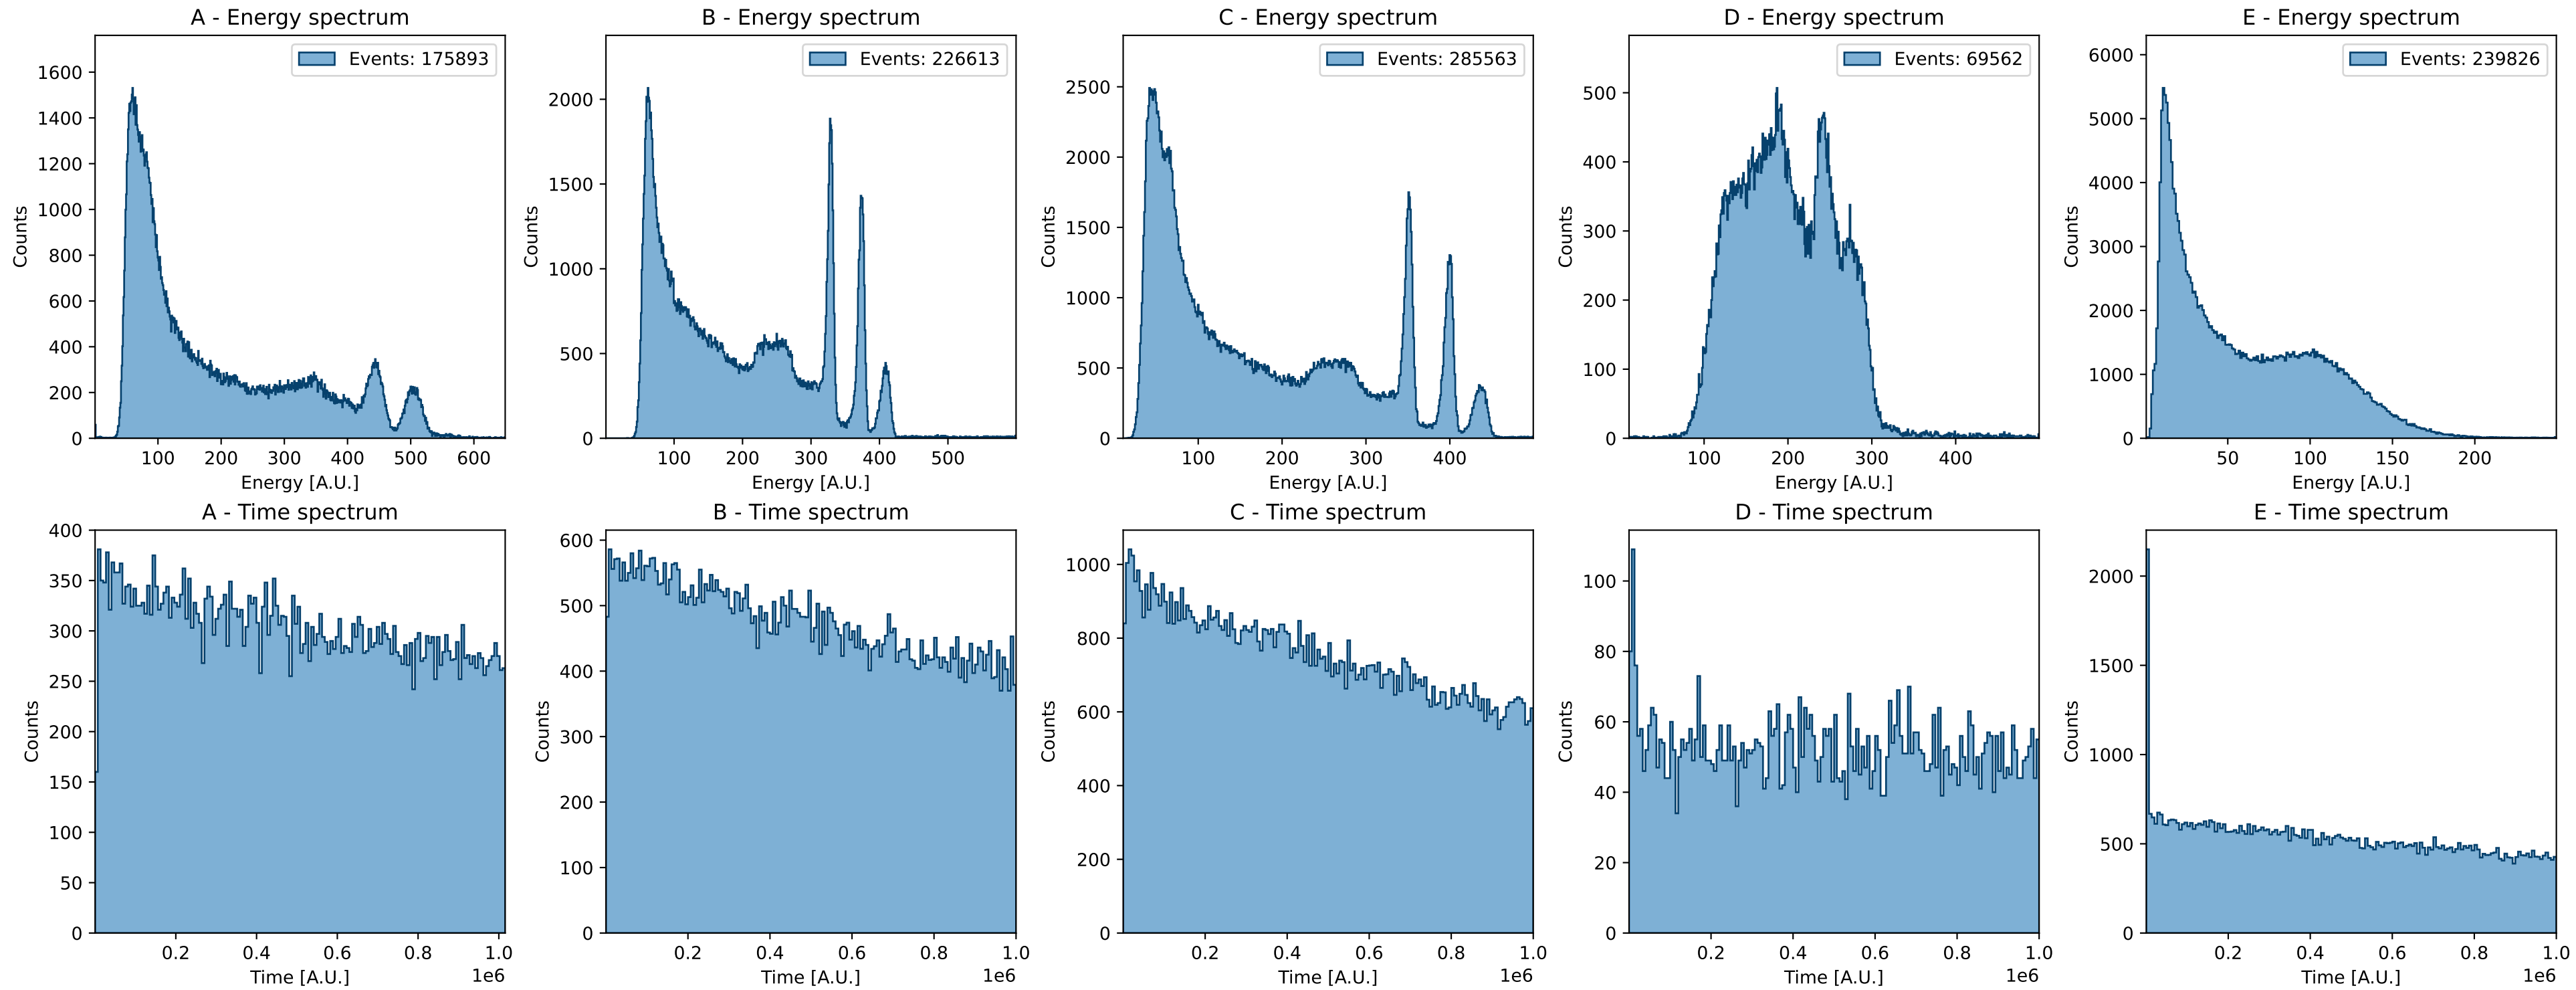 A - Energy spectrum
Events: 175893
Counts
1600
1400
1200
1000
800
600
400
200
0
100 200 300 400 500 600
Energy [A.U.]
B - Energy spectrum
Events: 226613
Counts
2000
1500
1000
500
0
100 200 300 400 500
Energy [A.U.]
C - Energy spectrum
Events: 285563
Counts
2500
2000
1500
1000
500
0
100 200 300 400
Energy [A.U.]
D - Energy spectrum
Events: 69562
Counts
500
400
300
200
100
0
100 200 300 400
Energy [A.U.]
E - Energy spectrum
Events: 239826
Counts
6000
5000
4000
3000
2000
1000
0
50 100 150 200
Energy [A.U.]
A - Time spectrum
Counts
400
350
300
250
200
150
100
50
0
0.2 0.4 0.6 0.8 1.0
1e6
Time [A.U.]
B - Time spectrum
Counts
600
500
400
300
200
100
0
0.2 0.4 0.6 0.8 1.0
1e6
Time [A.U.]
C - Time spectrum
Counts
1000
800
600
400
200
0
0.2 0.4 0.6 0.8 1.0
1e6
Time [A.U.]
D - Time spectrum
Counts
100
80
60
40
20
0
0.2 0.4 0.6 0.8 1.0
1e6
Time [A.U.]
E - Time spectrum
Counts
2000
1500
1000
500
0
0.2 0.4 0.6 0.8 1.0
1e6
Time [A.U.]